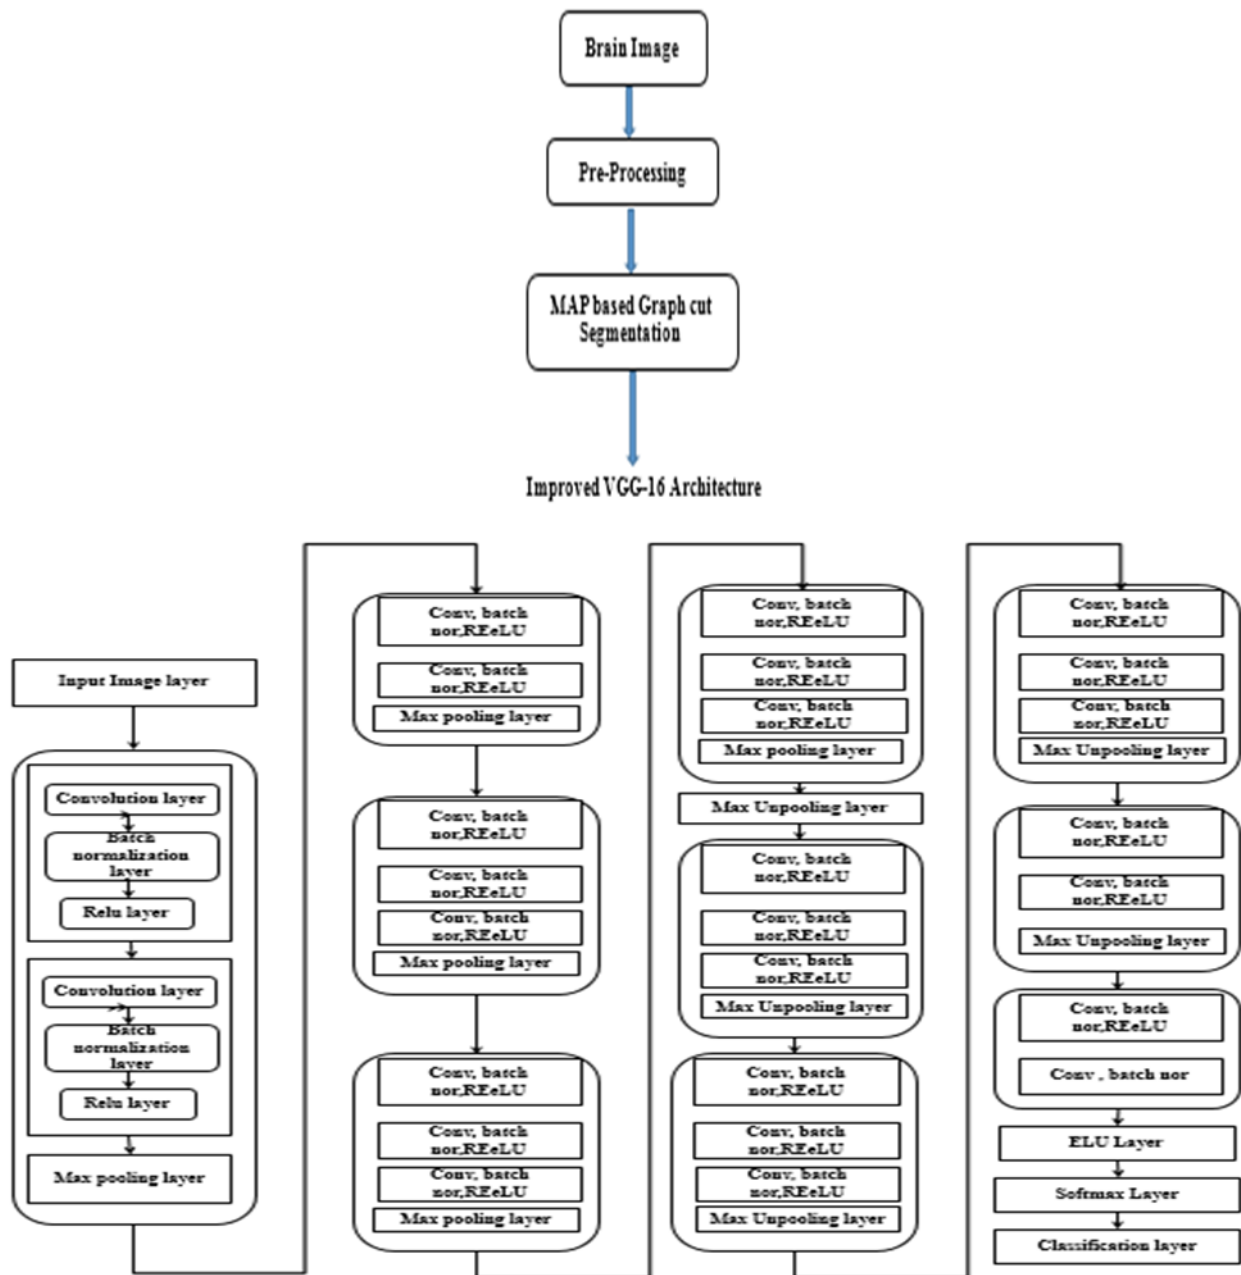 Brain Image
Pre-Processing
MAP based Graph cut
Segmentation
Improved VGG-16 Architecture
Input Image layer
Convolution layer
Batch
normalization
layer
Relu layer
Convolution layer
Batch
normalization
layer
Relu layer
Max pooling layer
Conv, batch
nor,REeLU
Conv, batch
nor,REeLU
Max pooling layer
Conv, batch
nor,REeLU
Conv, batch
nor,REeLU
Conv, batch
nor,REeLU
Max pooling layer
Conv, batch
nor,REeLU
Conv, batch
nor,REeLU
Conv, batch
nor,REeLU
Max pooling layer
Conv, batch
nor,REeLU
Conv, batch
nor,REeLU
Conv, batch
nor,REeLU
Max pooling layer
Max Unpooling layer
Conv, batch
nor,REeLU
Conv, batch
nor,REeLU
Conv, batch
nor,REeLU
Max Unpooling layer
Conv, batch
nor,REeLU
Conv, batch
nor,REeLU
Conv, batch
nor,REeLU
Max Unpooling layer
Conv, batch
nor,REeLU
Conv, batch
nor,REeLU
Conv, batch
nor,REeLU
Max Unpooling layer
Conv, batch
nor,REeLU
Conv, batch
nor,REeLU
Max Unpooling layer
Conv, batch
nor,REeLU
Conv , batch nor
ELU Layer
Softmax Layer
Classification layer